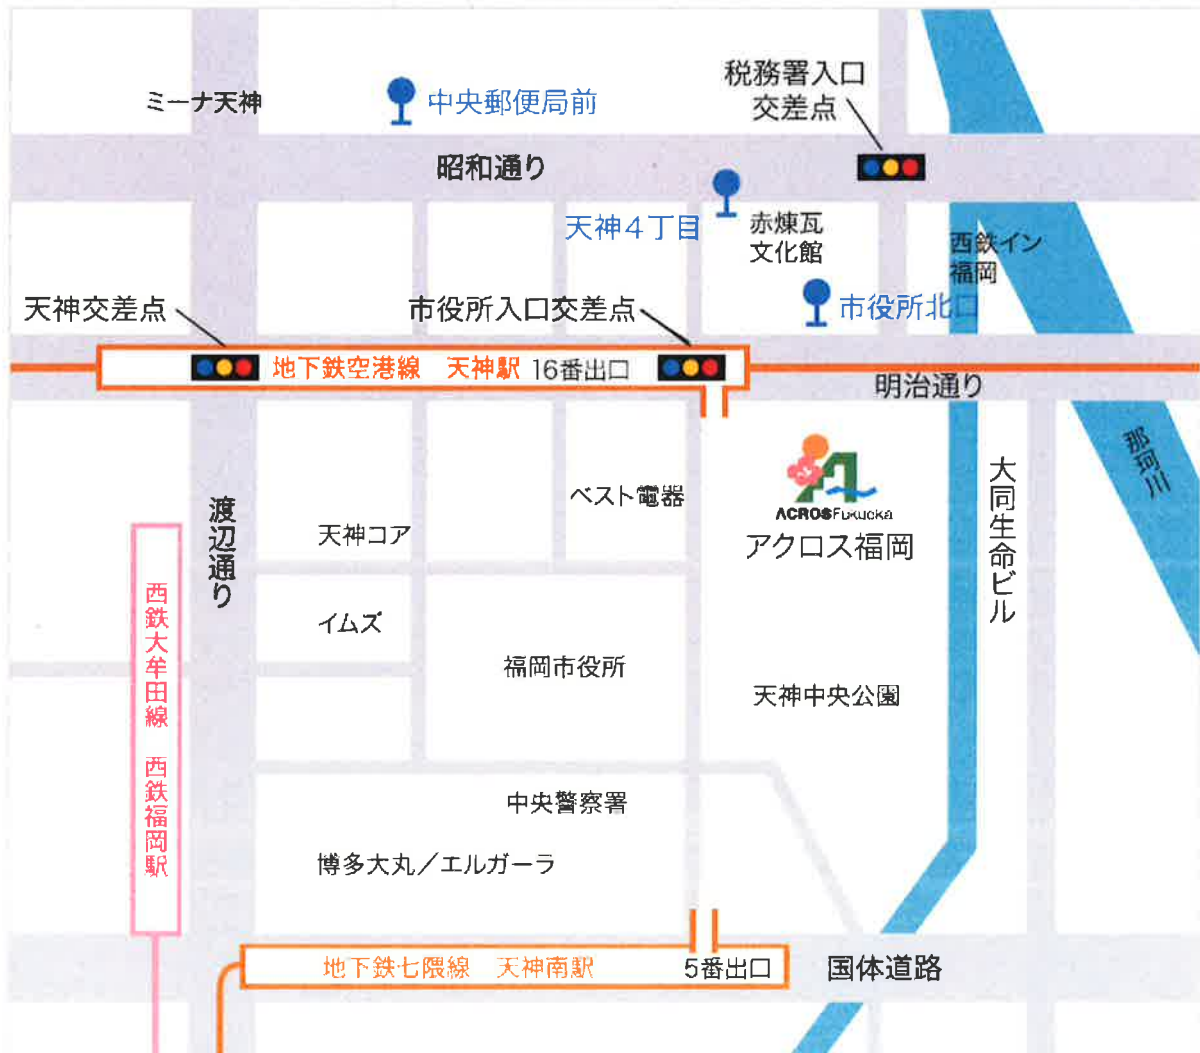 ミーナ天神
中央郵便局前
税務署入口
交差点
昭和通り
天神4丁目
赤煉瓦
文化館
西鉄イン
福岡
天神交差点
市役所入口交差点
市役所北口
地下鉄空港線 天神駅 16番出口
明治通り
那珂川
ベスト電器
ACROS Fukuoka
アクロス福岡
大同生命ビル
渡辺通り
天神コア
イムズ
福岡市役所
天神中央公園
西鉄大牟田線 西鉄福岡駅
中央警察署
博多大丸／エルガーラ
地下鉄七隈線 天神南駅 5番出口
国体道路